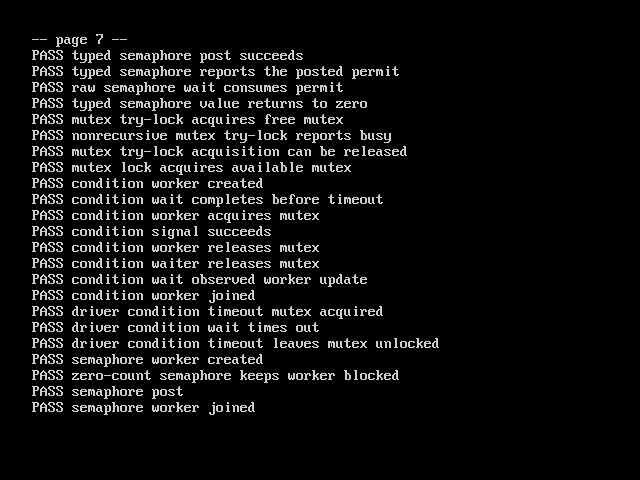 -- page 7 --
PASS typed semaphore post succeeds
PASS typed semaphore reports the posted permit
PASS raw semaphore wait consumes permit
PASS typed semaphore value returns to zero
PASS mutex try-lock acquires free mutex
PASS nonrecursive mutex try-lock reports busy
PASS mutex try-lock acquisition can be released
PASS mutex lock acquires available mutex
PASS condition worker created
PASS condition wait completes before timeout
PASS condition worker acquires mutex
PASS condition signal succeeds
PASS condition worker releases mutex
PASS condition waiter releases mutex
PASS condition wait observed worker update
PASS condition worker joined
PASS driver condition timeout mutex acquired
PASS driver condition wait times out
PASS driver condition timeout leaves mutex unlocked
PASS semaphore worker created
PASS zero-count semaphore keeps worker blocked
PASS semaphore post
PASS semaphore worker joined